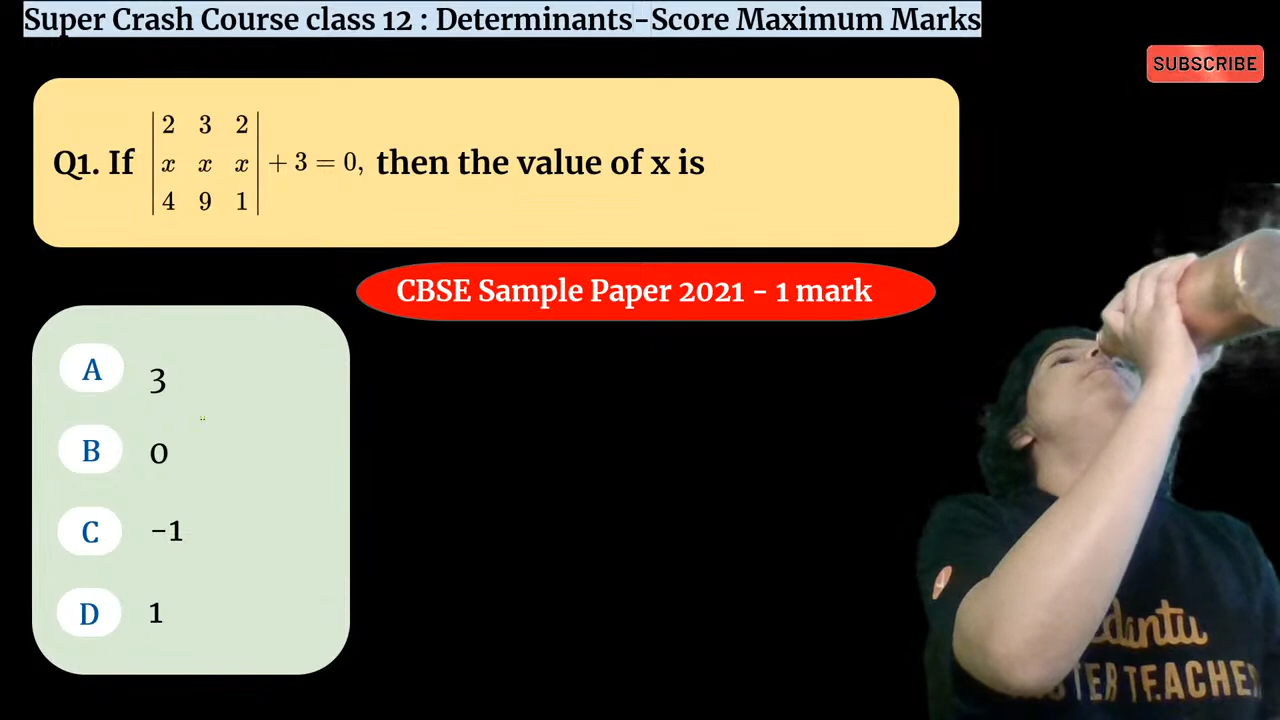 Super Crash Course class 12 : Determinants-Score Maximum Marks
SUBSCRIBE
Q1. If | 2 3 2 |
| x x x | + 3 = 0, then the value of x is
| 4 9 1 |
CBSE Sample Paper 2021 - 1 mark
A 3
B 0
C -1
D 1
TEACHER